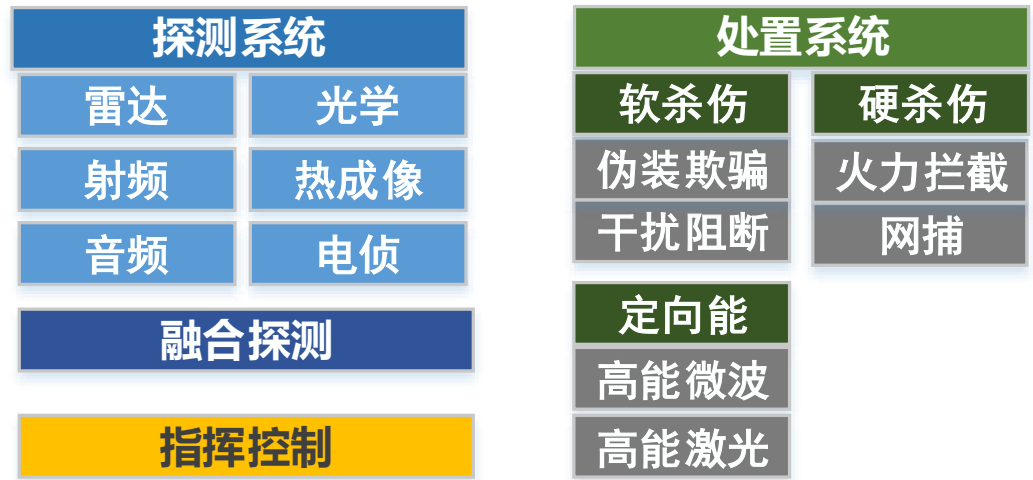 探测系统
雷达
光学
射频
热成像
音频
电侦
融合探测
指挥控制
处置系统
软杀伤
硬杀伤
伪装欺骗
火力拦截
干扰阻断
网捕
定向能
高能微波
高能激光